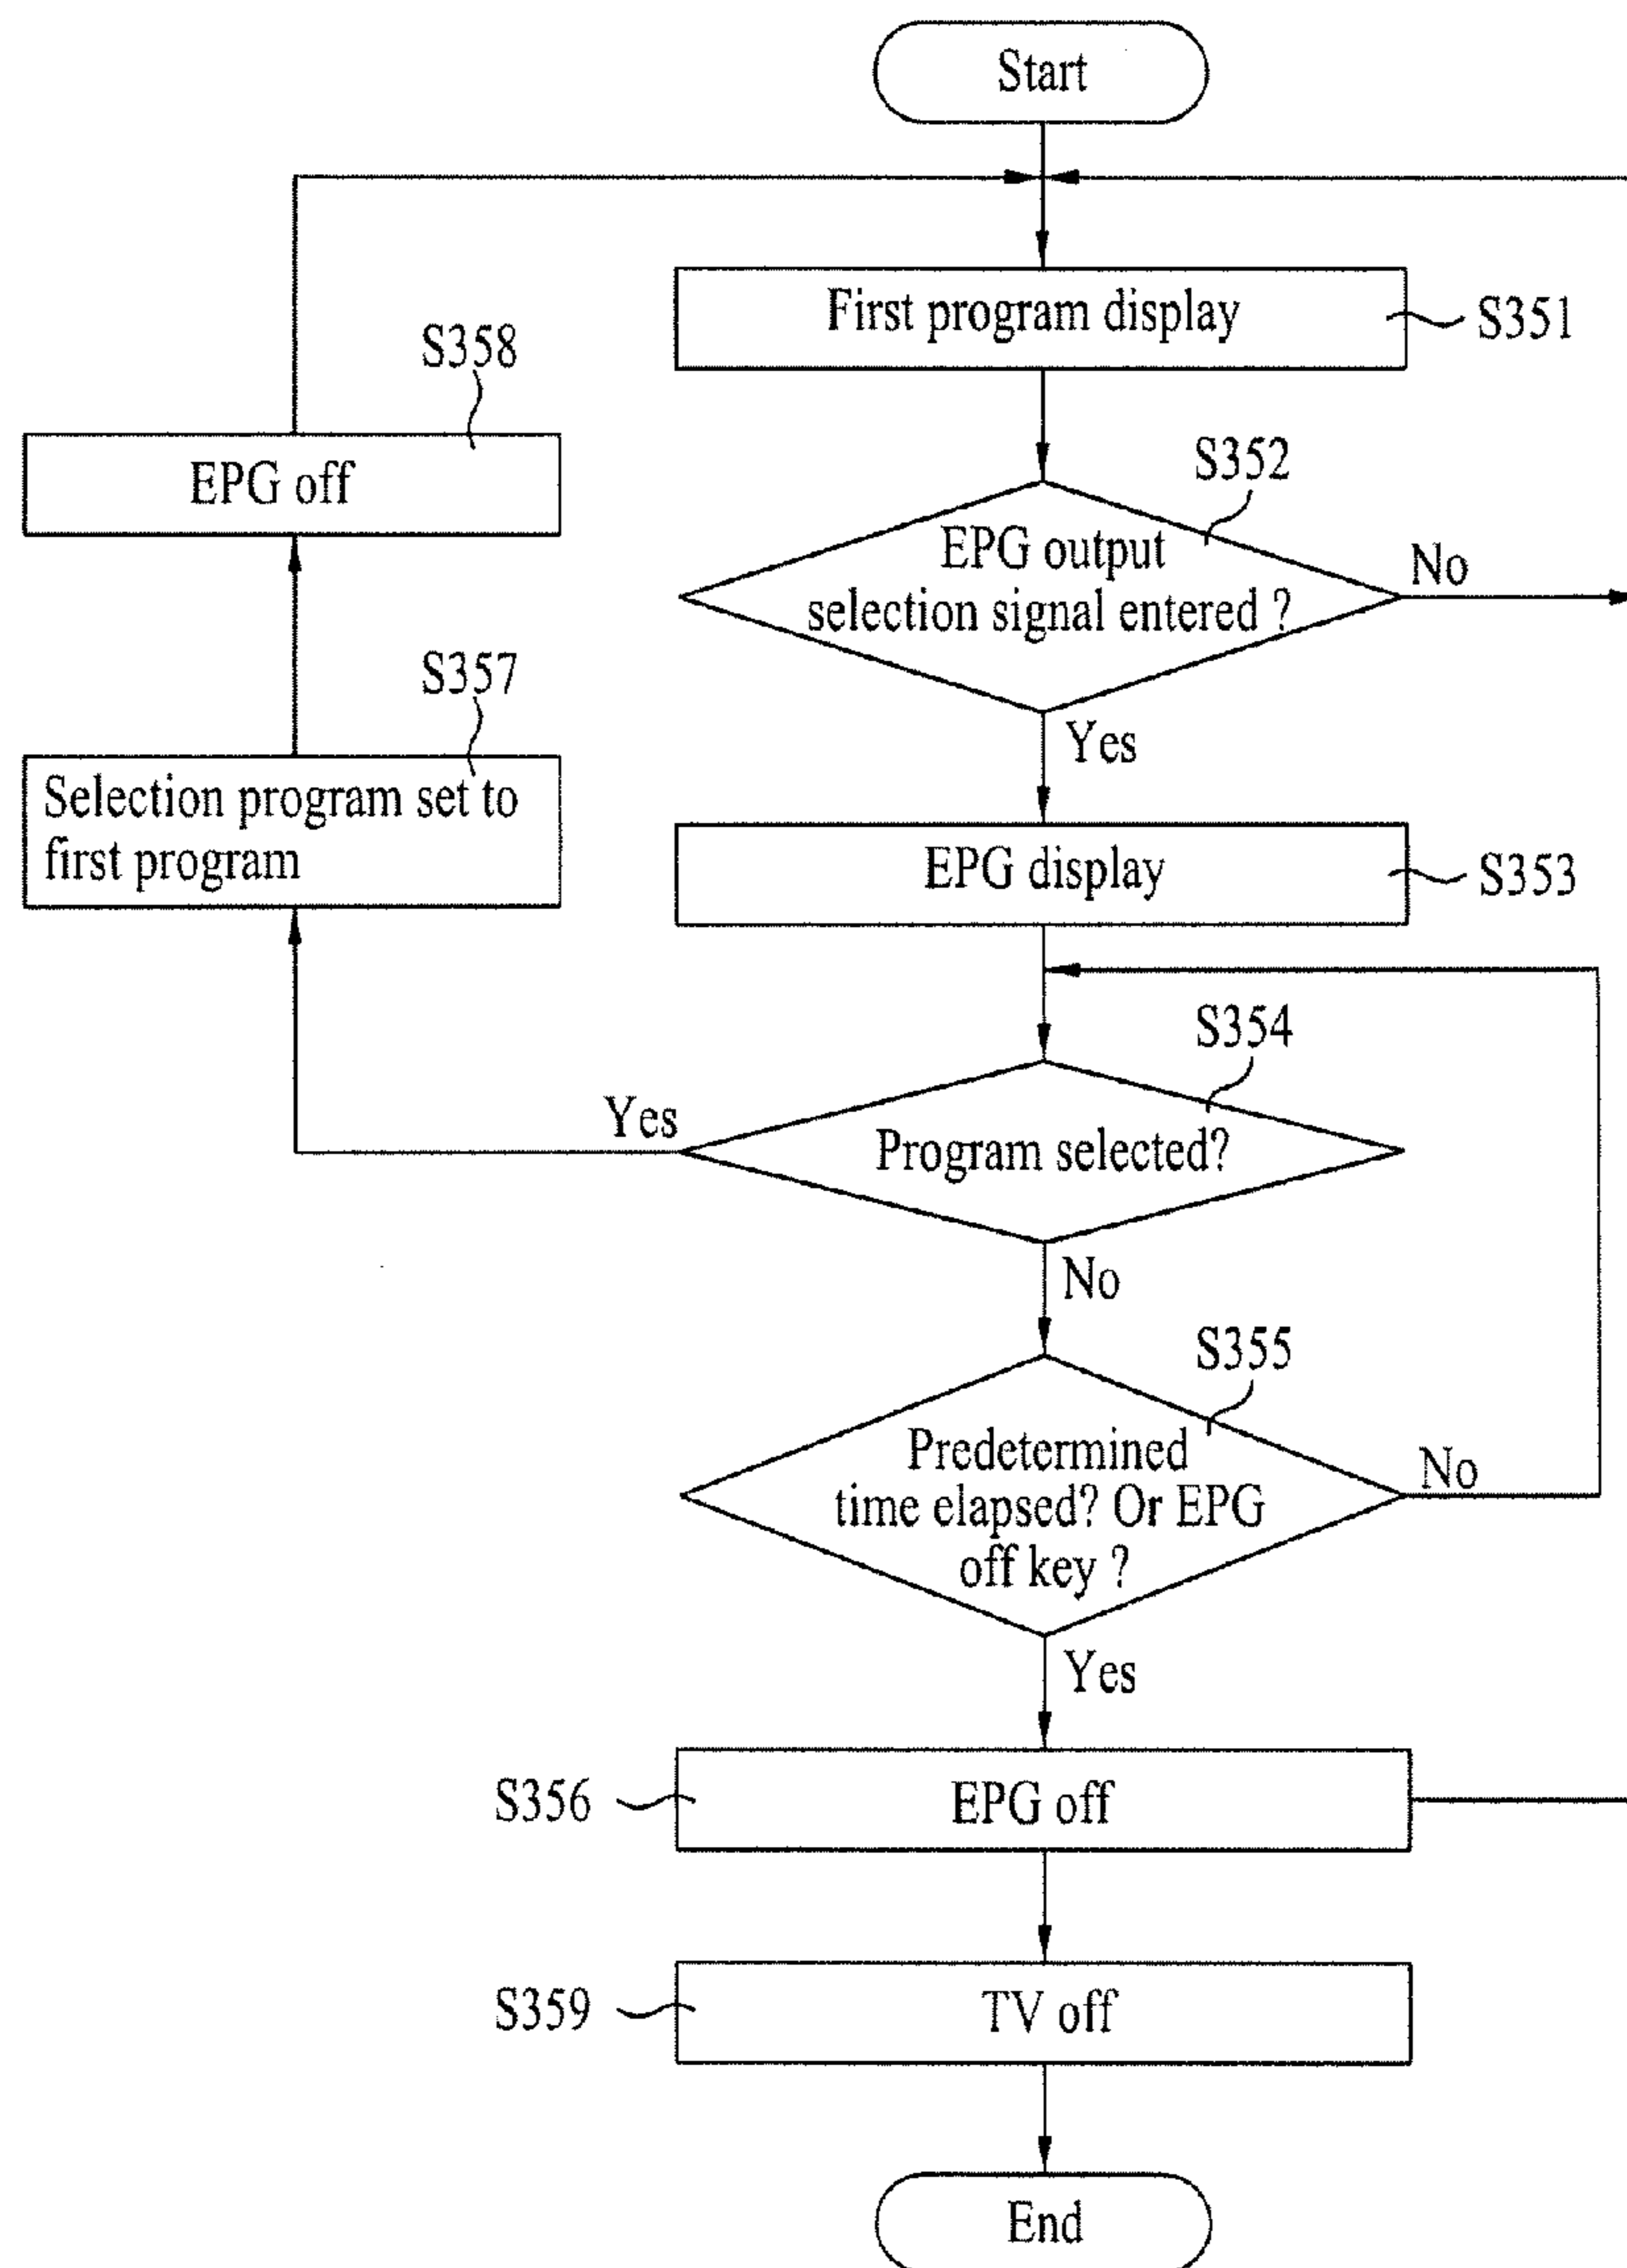 Start
First program display
S351
S358
EPG off
S352
EPG output
selection signal entered ?
No
Yes
S357
Selection program set to
first program
EPG display
S353
S354
Yes
Program selected?
No
S355
Predetermined
time elapsed? Or EPG
off key ?
No
Yes
S356
EPG off
S359
TV off
End